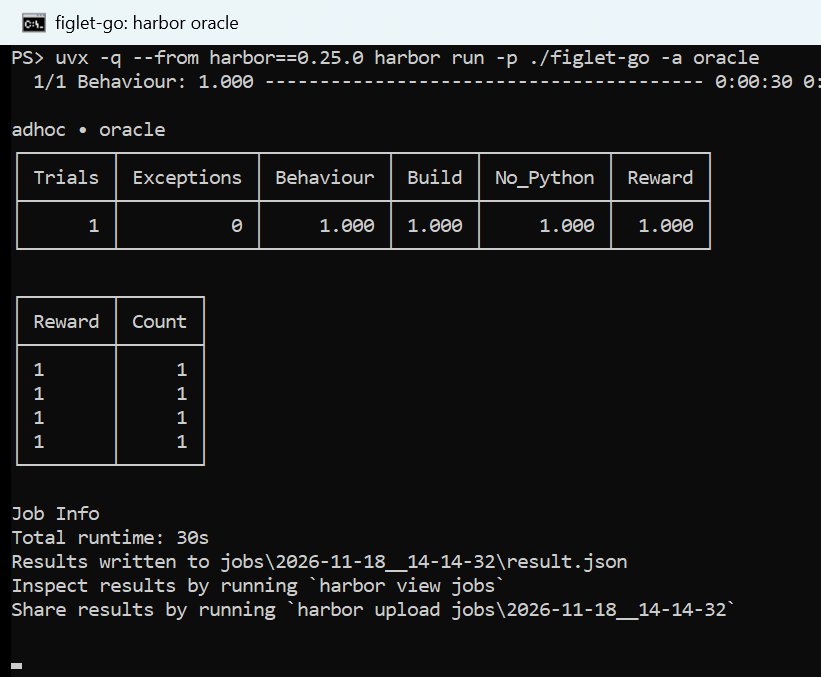 figlet-go: harbor oracle
PS> uvx -q --from harbor==0.25.0 harbor run -p ./figlet-go -a oracle
1/1 Behaviour: 1.000 ---------------------------------------- 0:00:30 0:
adhoc • oracle
Trials Exceptions Behaviour Build No_Python Reward
1 0 1.000 1.000 1.000 1.000
Reward Count
1 1
1 1
1 1
1 1
Job Info
Total runtime: 30s
Results written to jobs\2026-11-18__14-14-32\result.json
Inspect results by running `harbor view jobs`
Share results by running `harbor upload jobs\2026-11-18__14-14-32`